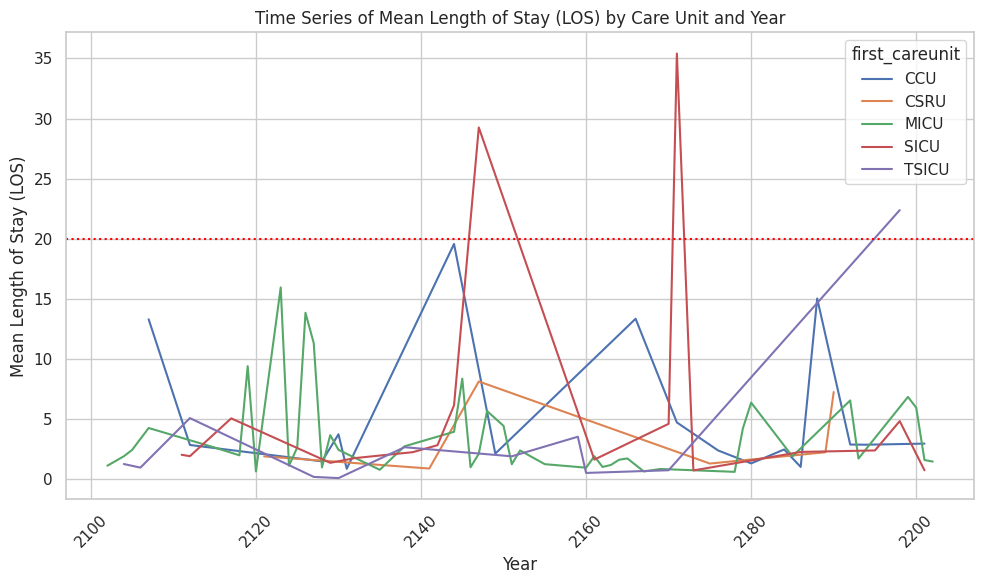 Time Series of Mean Length of Stay (LOS) by Care Unit and Year
Mean Length of Stay (LOS)
35
30
25
20
15
10
5
0
first_careunit
CCU
CSRU
MICU
SICU
TSICU
2100
2120
2140
2160
2180
2200
Year